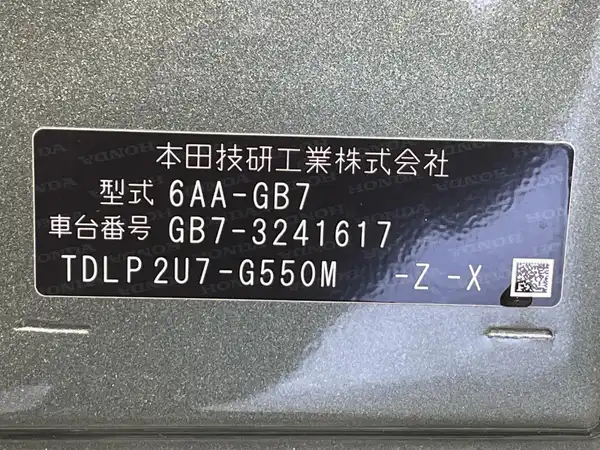 本田技研工業株式会社
型式 6AA-GB7
車台番号 GB7-3241617
TDLP2U7-G550M -Z -X